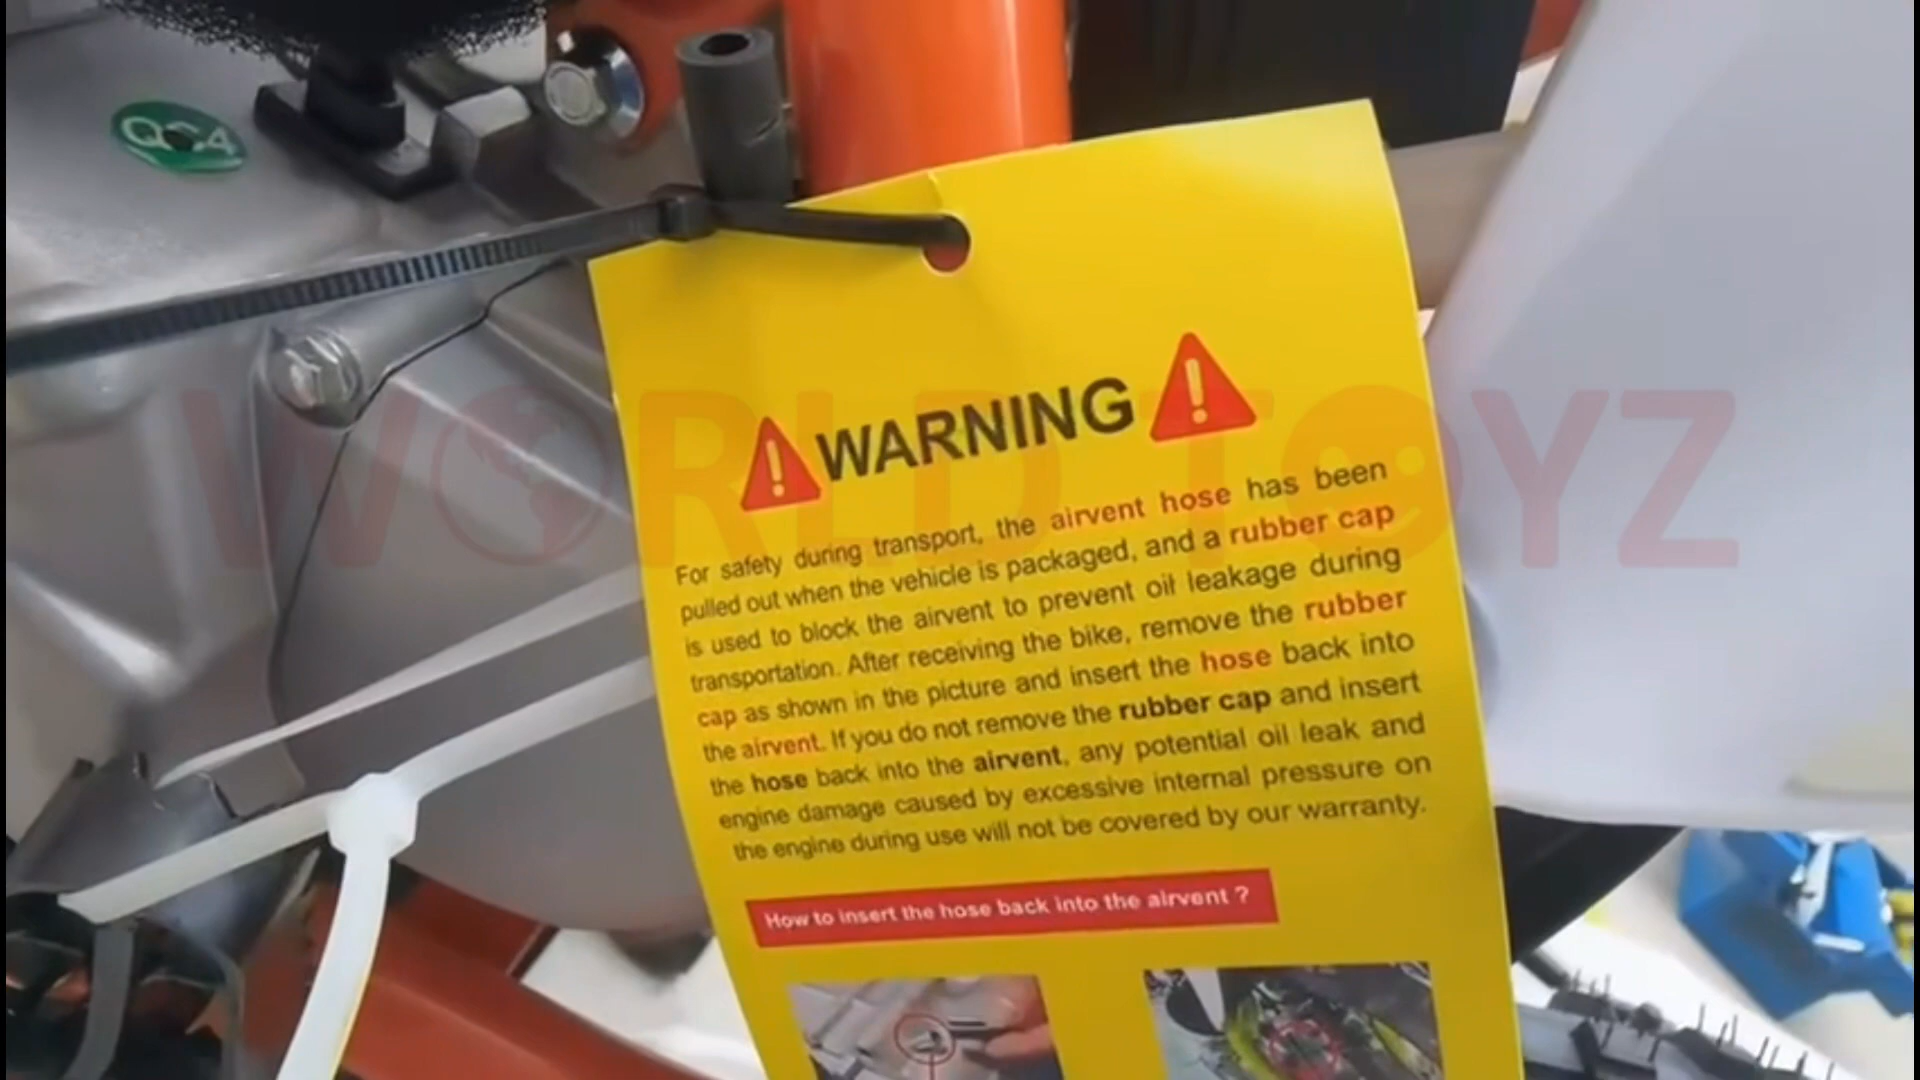 QC4
WARNING
For safety during transport, the airvent hose has been
pulled out when the vehicle is packaged, and a rubber cap
is used to block the airvent to prevent oil leakage during
transportation. After receiving the bike, remove the rubber
cap as shown in the picture and insert the hose back into
the airvent. If you do not remove the rubber cap and insert
the hose back into the airvent, any potential oil leak and
engine damage caused by excessive internal pressure on
the engine during use will not be covered by our warranty.
How to insert the hose back into the airvent ?
WORLD TOYZ